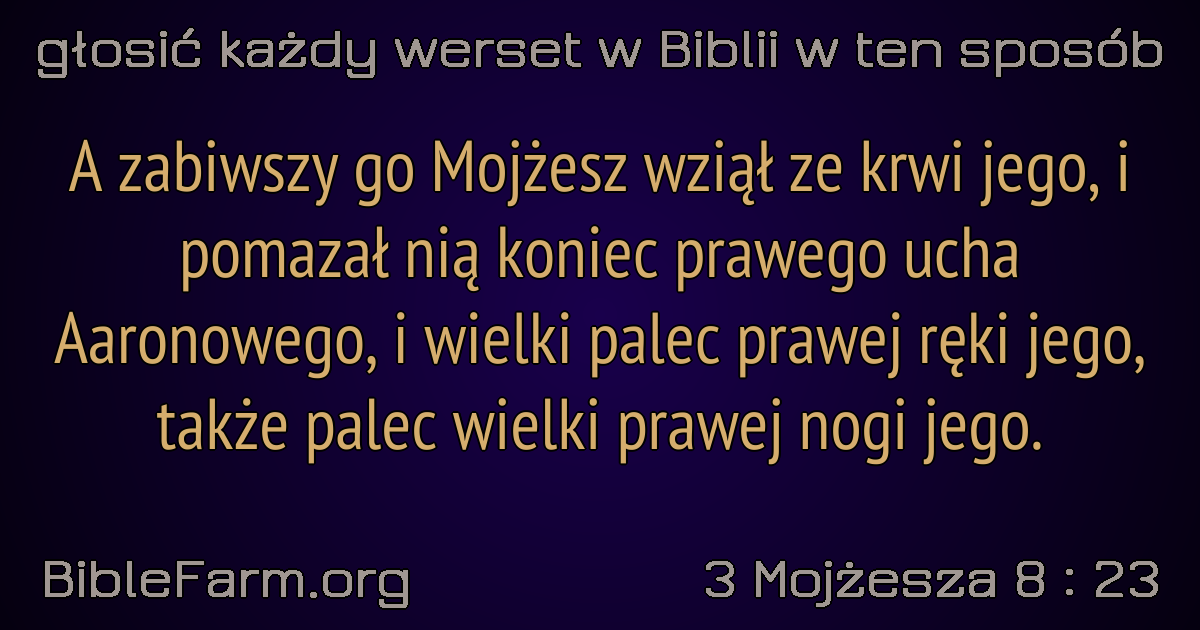 głosić każdy werset w Biblii w ten sposób
A zabiwszy go Mojżesz wziął ze krwi jego, i
pomazał nią koniec prawego ucha
Aaronowego, i wielki palec prawej ręki jego,
także palec wielki prawej nogi jego.
BibleFarm.org
3 Mojżesza 8 : 23